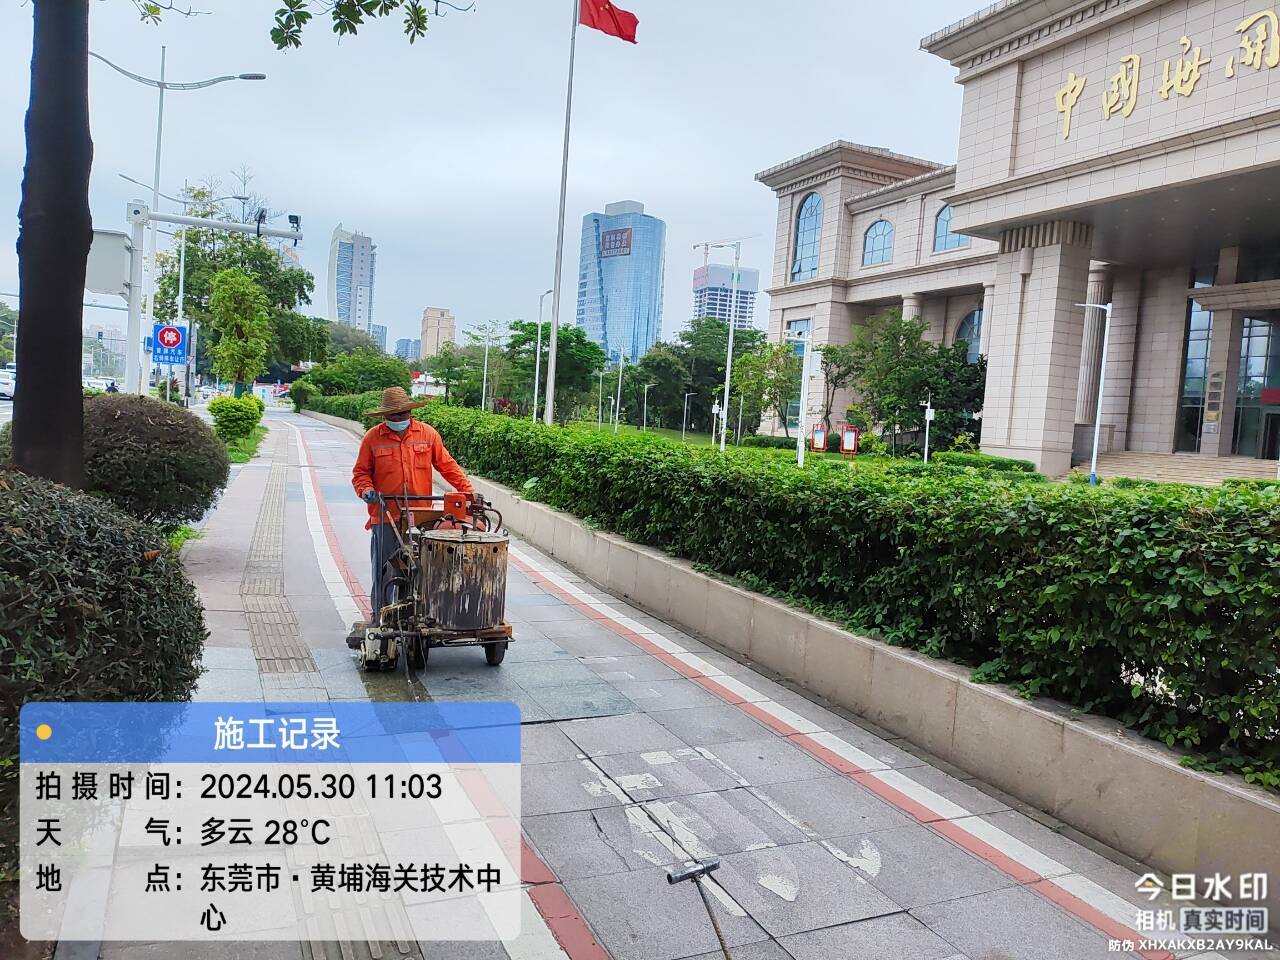 中国海关
停
施工记录
拍摄时间：2024.05.30 11:03
天气：多云 28°C
地点：东莞市·黄埔海关技术中
心
今日水印
相机 真实时间
防伪 XHXAKXB2AY9KAL